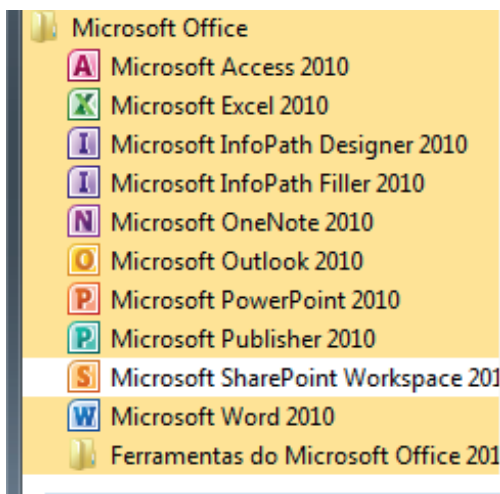 Microsoft Office
Microsoft Access 2010
Microsoft Excel 2010
Microsoft InfoPath Designer 2010
Microsoft InfoPath Filler 2010
Microsoft OneNote 2010
Microsoft Outlook 2010
Microsoft PowerPoint 2010
Microsoft Publisher 2010
Microsoft SharePoint Workspace 201
Microsoft Word 2010
Ferramentas do Microsoft Office 201